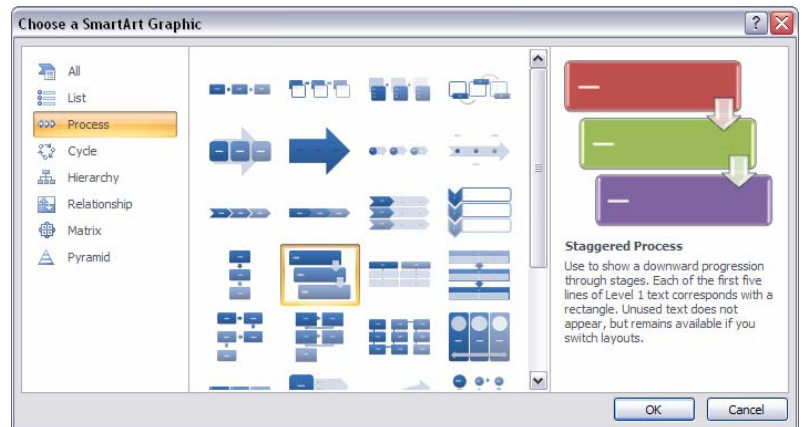 Choose a SmartArt Graphic
All
List
Process
Cycle
Hierarchy
Relationship
Matrix
Pyramid
Staggered Process
Use to show a downward progression
through stages. Each of the first five
lines of Level 1 text corresponds with a
rectangle. Unused text does not
appear, but remains available if you
switch layouts.
OK
Cancel